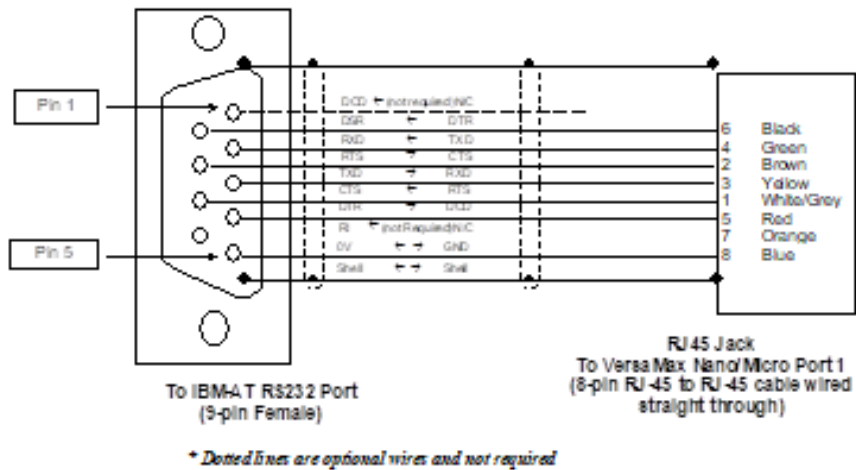 Pin 1
DCD ← (not required) N/C
DSR ← DTR
RXD ← TXD
RTS → CTS
TXD → RXD
CTS ← RTS
DTR → DCD
RI ← (not Required) N/C
0V ← → GND
Shell ← → Shell
Pin 5
6 Black
4 Green
2 Brown
3 Yellow
1 White/Grey
5 Red
7 Orange
8 Blue
To IBM-AT RS232 Port
(9-pin Female)
RJ45 Jack
To VersaMax Nano/Micro Port 1
(8-pin RJ-45 to RJ-45 cable wired
straight through)
* Dotted lines are optional wires and not required